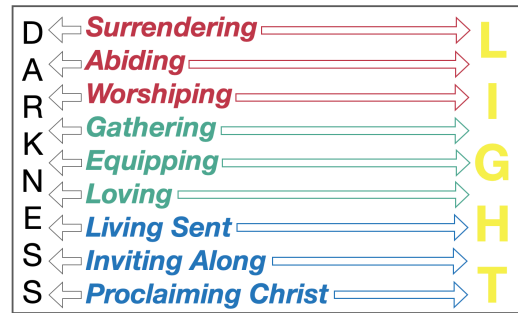 DARKNESS
Surrendering
Abiding
Worshiping
Gathering
Equipping
Loving
Living Sent
Inviting Along
Proclaiming Christ
LIGHT